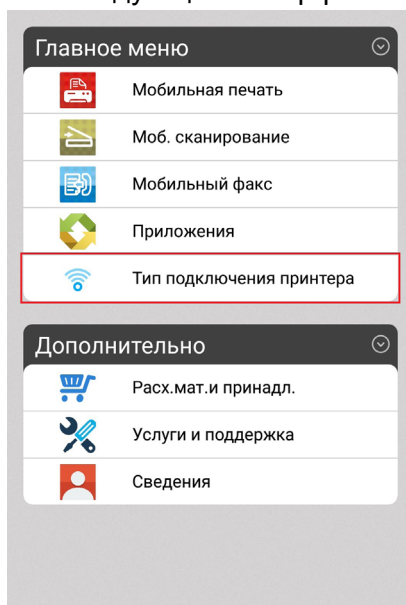 Главное меню
Мобильная печать
Моб. сканирование
Мобильный факс
Приложения
Тип подключения принтера
Дополнительно
Расх.мат.и принадл.
Услуги и поддержка
Сведения